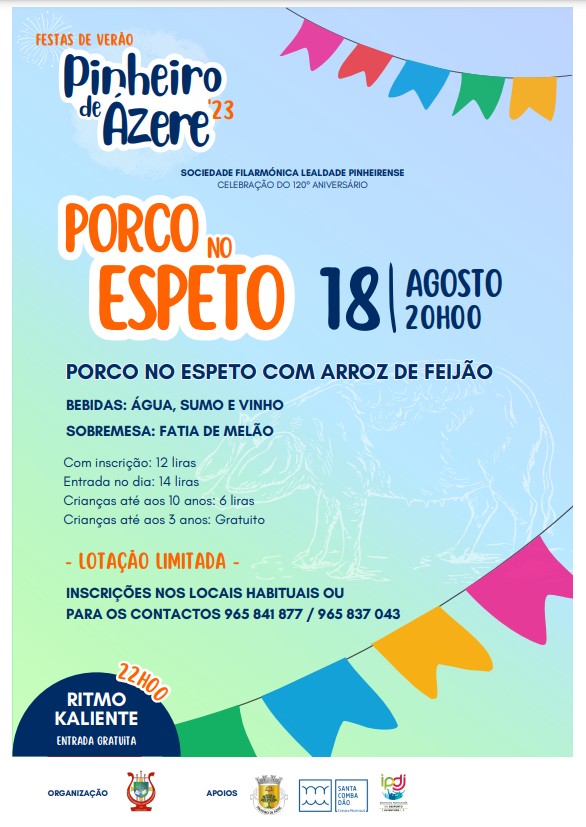 FESTAS DE VERÃO
Pinheiro
de Ázere '23
SOCIEDADE FILARMÓNICA LEALDADE PINHEIRENSE
CELEBRAÇÃO DO 120º ANIVERSÁRIO
PORCO NO
ESPETO
18 AGOSTO
20H00
PORCO NO ESPETO COM ARROZ DE FEIJÃO
BEBIDAS: ÁGUA, SUMO E VINHO
SOBREMESA: FATIA DE MELÃO
Com inscrição: 12 liras
Entrada no dia: 14 liras
Crianças até aos 10 anos: 6 liras
Crianças até aos 3 anos: Gratuito
- LOTAÇÃO LIMITADA -
INSCRIÇÕES NOS LOCAIS HABITUAIS OU
PARA OS CONTACTOS 965 841 877 / 965 837 043
22H00
RITMO
KALIENTE
ENTRADA GRATUITA
ORGANIZAÇÃO
APOIOS
SANTA
COMBA
DÃO
ipdj